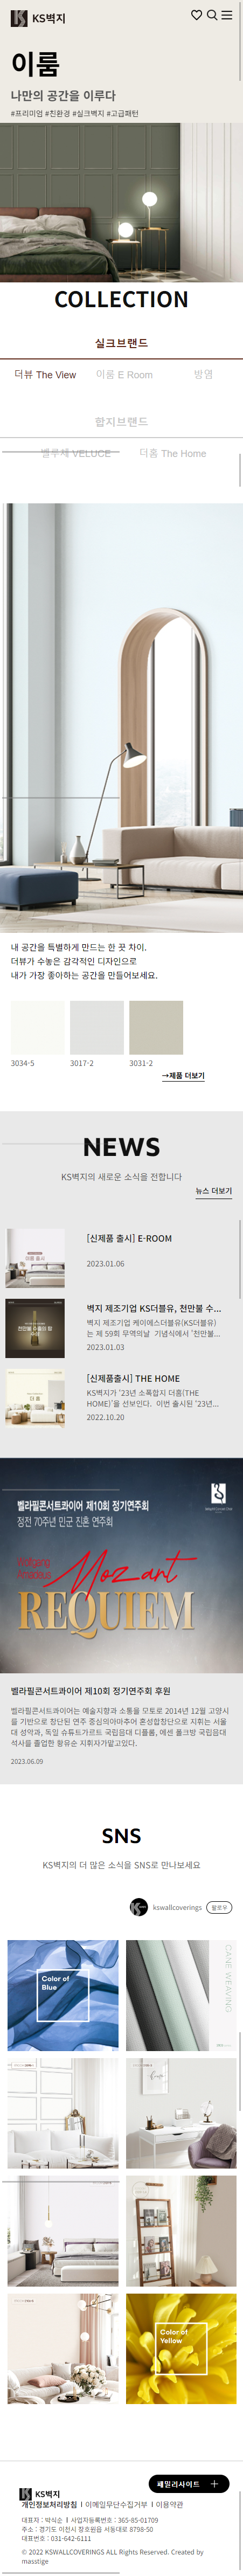 KS벽지
이룸
나만의 공간을 이루다
#프리미엄 #친환경 #실크벽지 #고급패턴
COLLECTION
실크브랜드
더뷰 The View
이룸 E Room
방염
합지브랜드
벨루체 VELUCE
더홈 The Home
내 공간을 특별하게 만드는 한 끗 차이.
더뷰가 수놓은 감각적인 디자인으로
내가 가장 좋아하는 공간을 만들어보세요.
3034-5
3017-2
3031-2
→제품 더보기
NEWS
KS벽지의 새로운 소식을 전합니다
뉴스 더보기
[신제품 출시] E-ROOM
2023.01.06
벽지 제조기업 KS더블유, 천만불 수...
벽지 제조기업 케이에스더블유(KS더블유)
는 제 59회 무역의날 기념식에서 '천만불...
2023.01.03
[신제품출시] THE HOME
KS벽지가 '23년 소폭합지 더홈(THE
HOME)'을 선보인다. 이번 출시된 '23년...
2022.10.20
벨라필콘서트콰이어 제10회 정기연주회
정전 70주년 민군 진혼 연주회
Wolfgang
Amadeus
Mozart
REQUIEM
벨라필콘서트콰이어 제10회 정기연주회 후원
벨라필콘서트콰이어는 예술지향과 소통을 모토로 2014년 12월 고양시
를 기반으로 창단된 연주 중심의아마추어 혼성합창단으로 지휘는 서울
대 성악과, 독일 슈튜트가르트 국립음대 디플롬, 에센 폴크방 국립음대
석사를 졸업한 황유순 지휘자가맡고있다.
2023.06.09
SNS
KS벽지의 더 많은 소식을 SNS로 만나보세요
kswallcoverings
팔로우
Color of
Blue
CANE WEAVING
Color of
Yellow
패밀리사이트
KS벽지
개인정보처리방침 I 이메일무단수집거부 I 이용약관
대표자 : 박식순 I 사업자등록번호 : 365-85-01709
주소 : 경기도 이천시 장호원읍 서동대로 8798-50
대표번호 : 031-642-6111
© 2022 KSWALLCOVERINGS ALL Rights Reserved. Created by
masstige